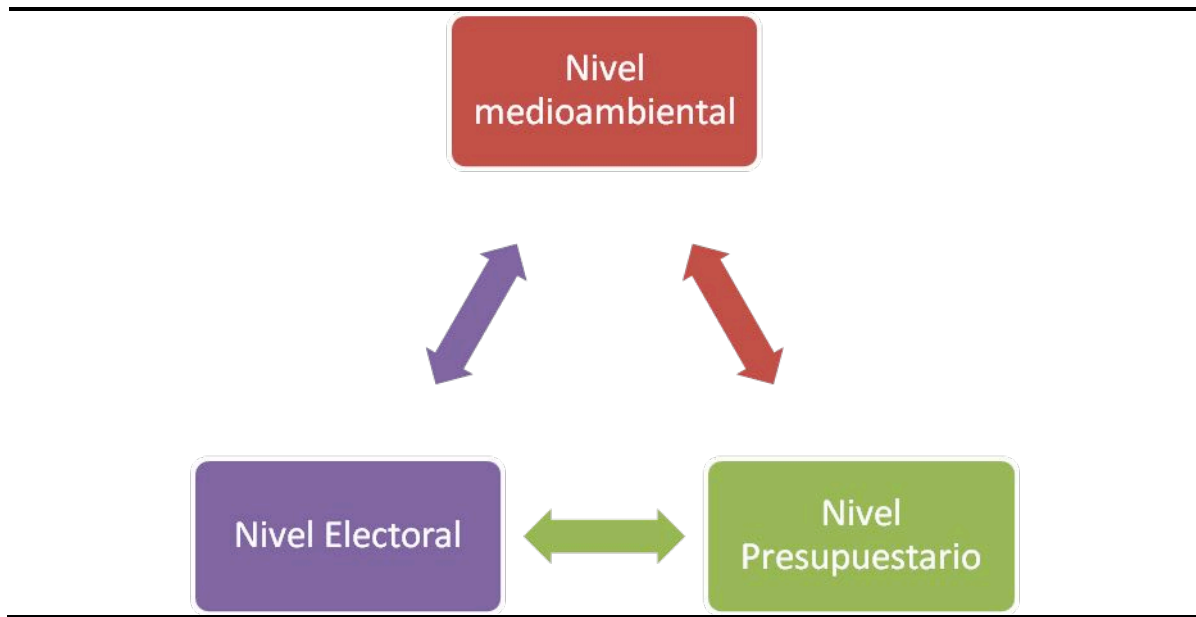 Nivel
medioambiental
Nivel Electoral
Nivel
Presupuestario